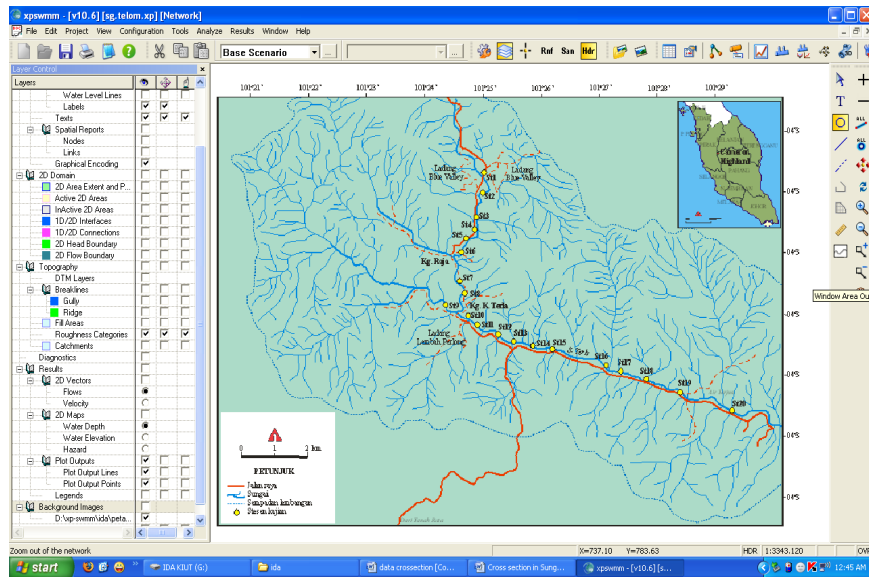 xpswmm - [v10.6] [sg.telom.xp] [Network]
File Edit Project View Configuration Tools Analyze Results Window Help
Base Scenario
Rnf San Hdr
Layer Control
Layers
Water Level Lines
Labels
Texts
Spatial Reports
Nodes
Links
Graphical Encoding
2D Domain
2D Area Extent and P...
Active 2D Areas
InActive 2D Areas
1D/2D Interfaces
1D/2D Connections
2D Head Boundary
2D Flow Boundary
Topography
DTM Layers
Breaklines
Gully
Ridge
Fill Areas
Roughness Categories
Catchments
Diagnostics
Results
2D Vectors
Flows
Velocity
2D Maps
Water Depth
Water Elevation
Hazard
Plot Outputs
Plot Output Lines
Plot Output Points
Legends
Background Images
D:\xp-swmm\ida\peta...
101°21' 101°22' 101°23' 101°24' 101°25' 101°26' 101°27' 101°28' 101°29'
Ladang
Blue Valley
Ladang
Blue Valley
St1
St2
St3
St4
St5
St6
Kg. Raja
St7
St8
St9
Kg. K. Terla
St10
St11
St12
St13
St14
St15
St16
St17
St18
St19
St20
Ladang
Lembah Perlong
Cameron
Highland
0 1 2 km
PETUNJUK
Jalan raya
Sungai
Sempadan lembangan
Stesen kajian
Window Area Ou
Zoom out of the network
X=737.10 Y=783.63
HDR 1:3343.120
OVR
start
IDA KIUT (G:)
ida
data crossection [Co...
Cross section in Sung...
xpswmm - [v10.6] [s...
12:45 AM